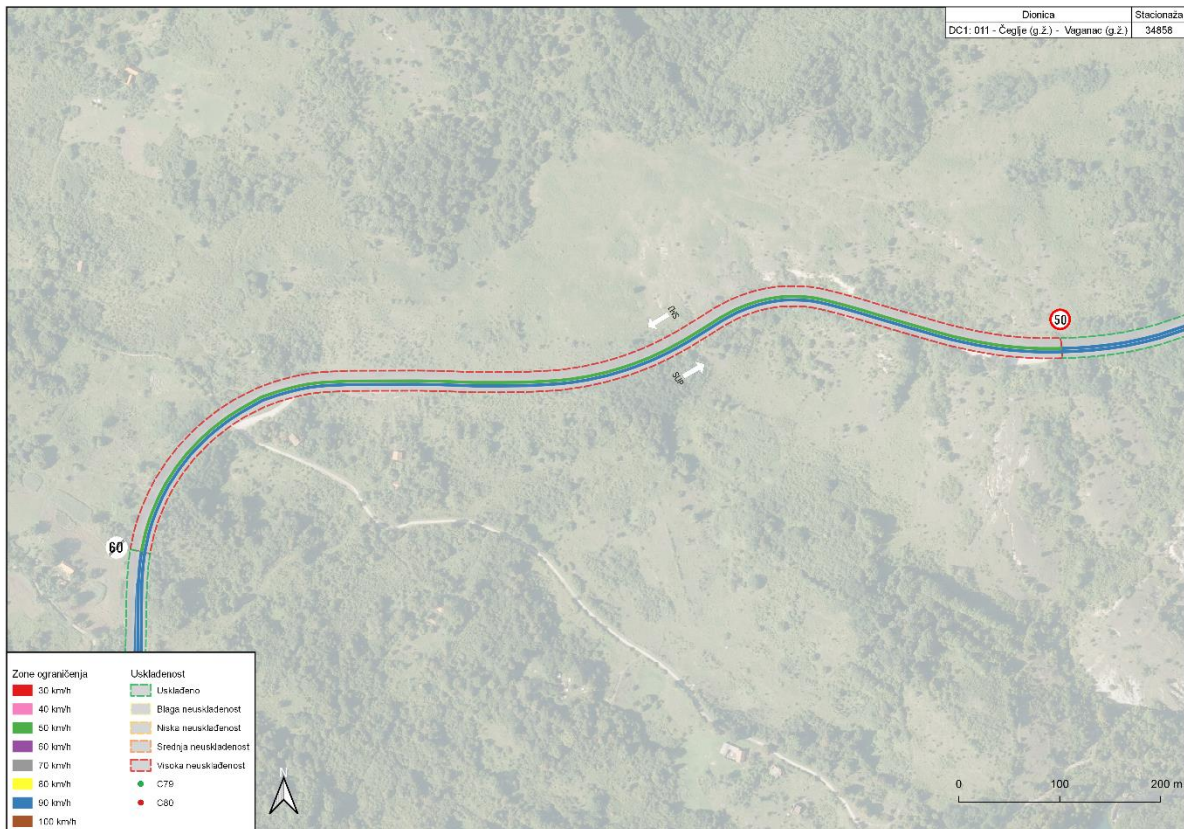 Dionica Stacionaža
DC1: 011 - Čeglje (g.ž.) - Vaganac (g.ž.) 34858
50
SUP
60
Zone ograničenja
30 km/h
40 km/h
50 km/h
60 km/h
70 km/h
80 km/h
90 km/h
100 km/h
Usklađenost
Usklađeno
Blaga neusklađenost
Niska neusklađenost
Srednja neusklađenost
Visoka neusklađenost
C79
C80
N
0 100 200 m